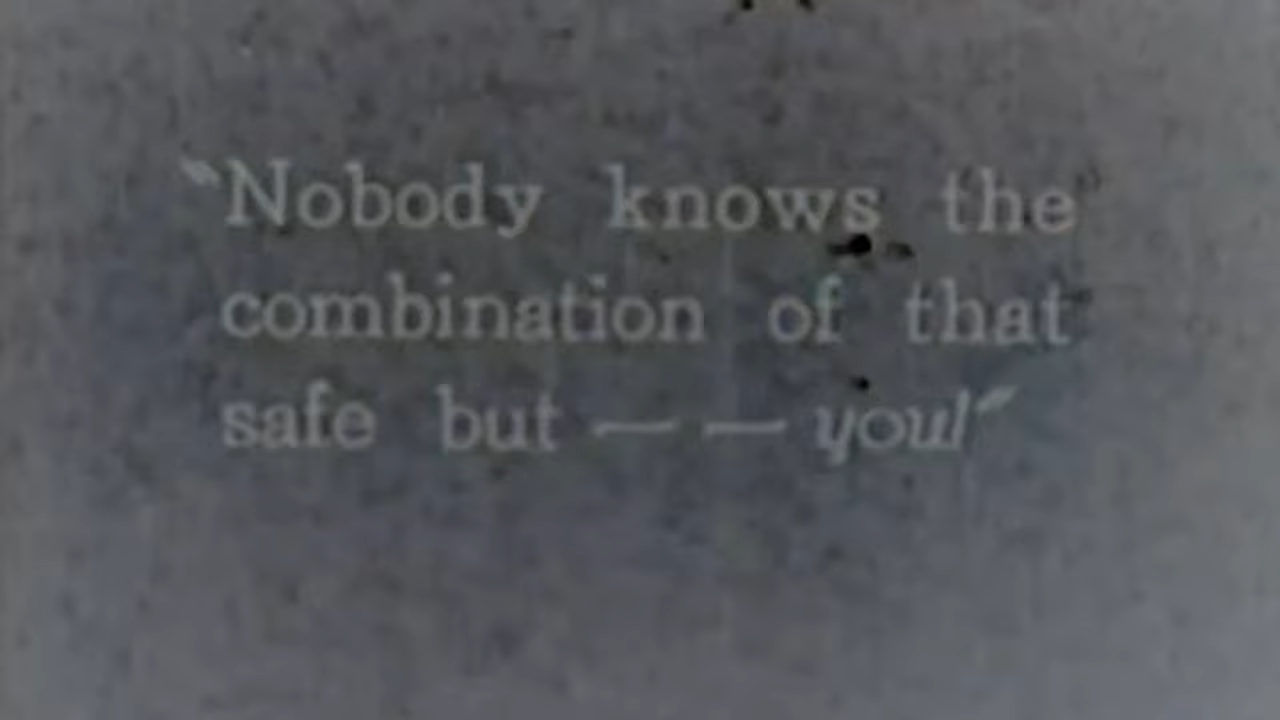 "Nobody knows the
combination of that
safe but — — you!"